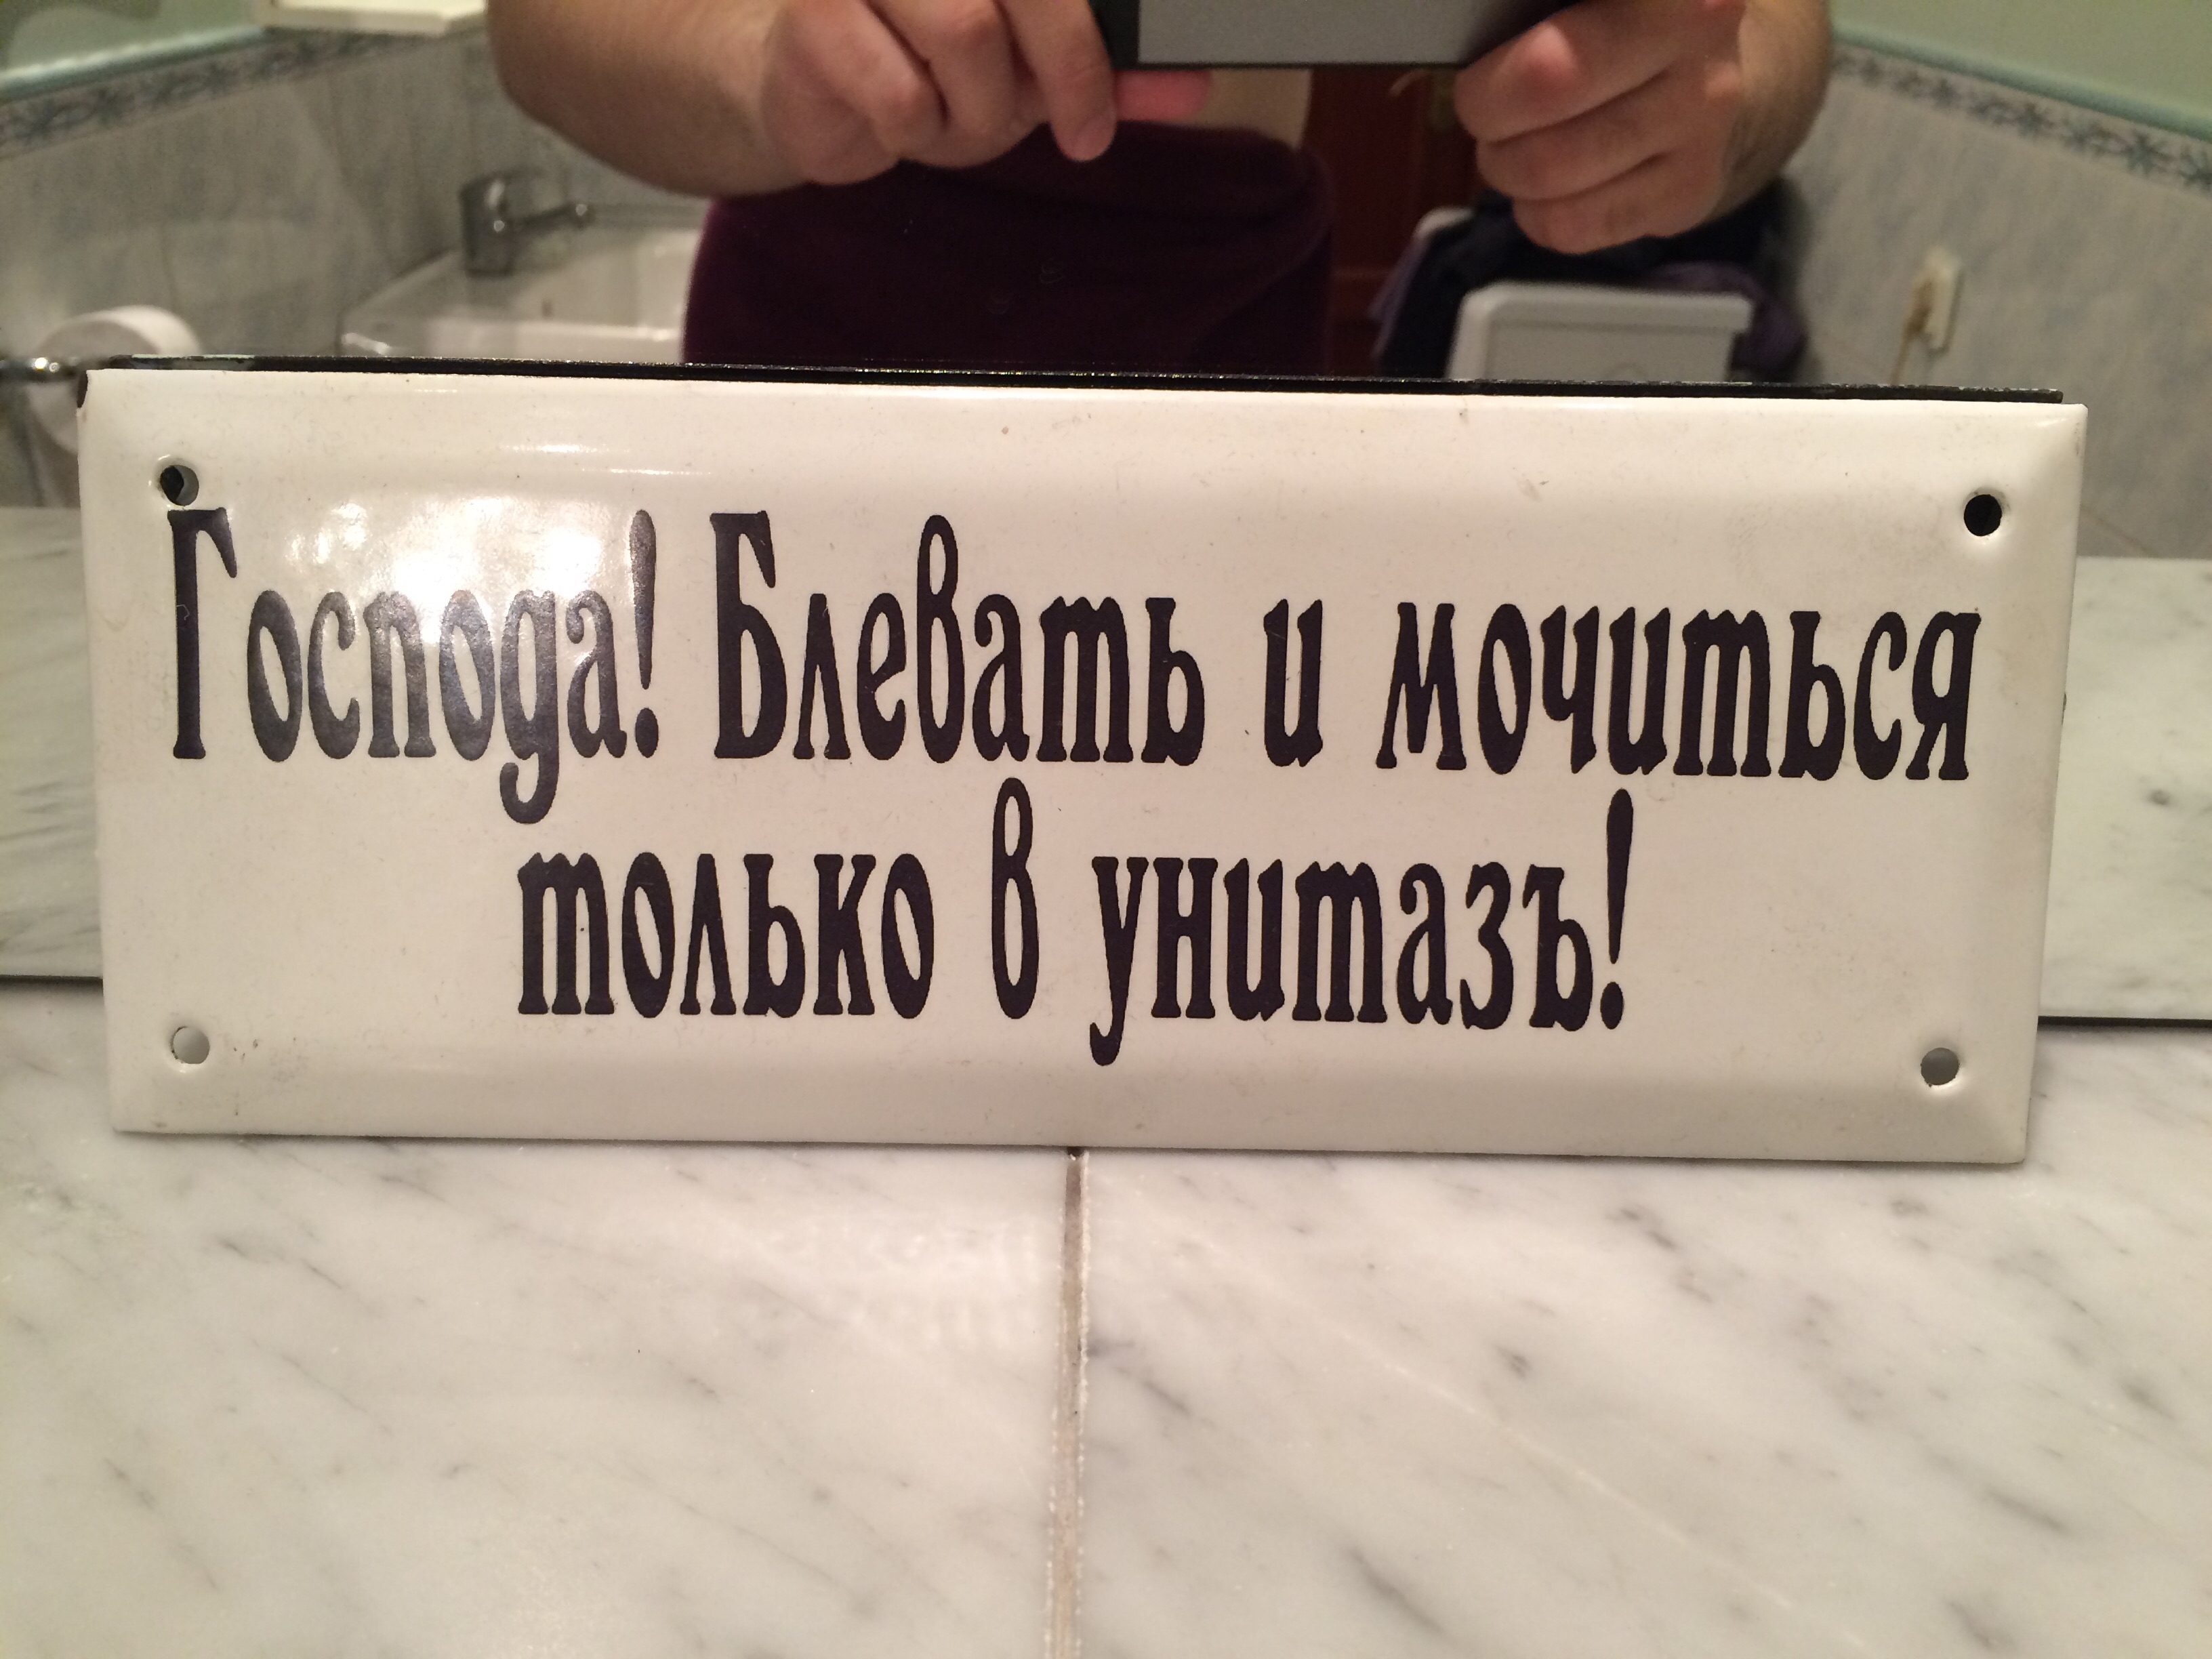 Господа! Блевать и мочиться
только в унитазъ!